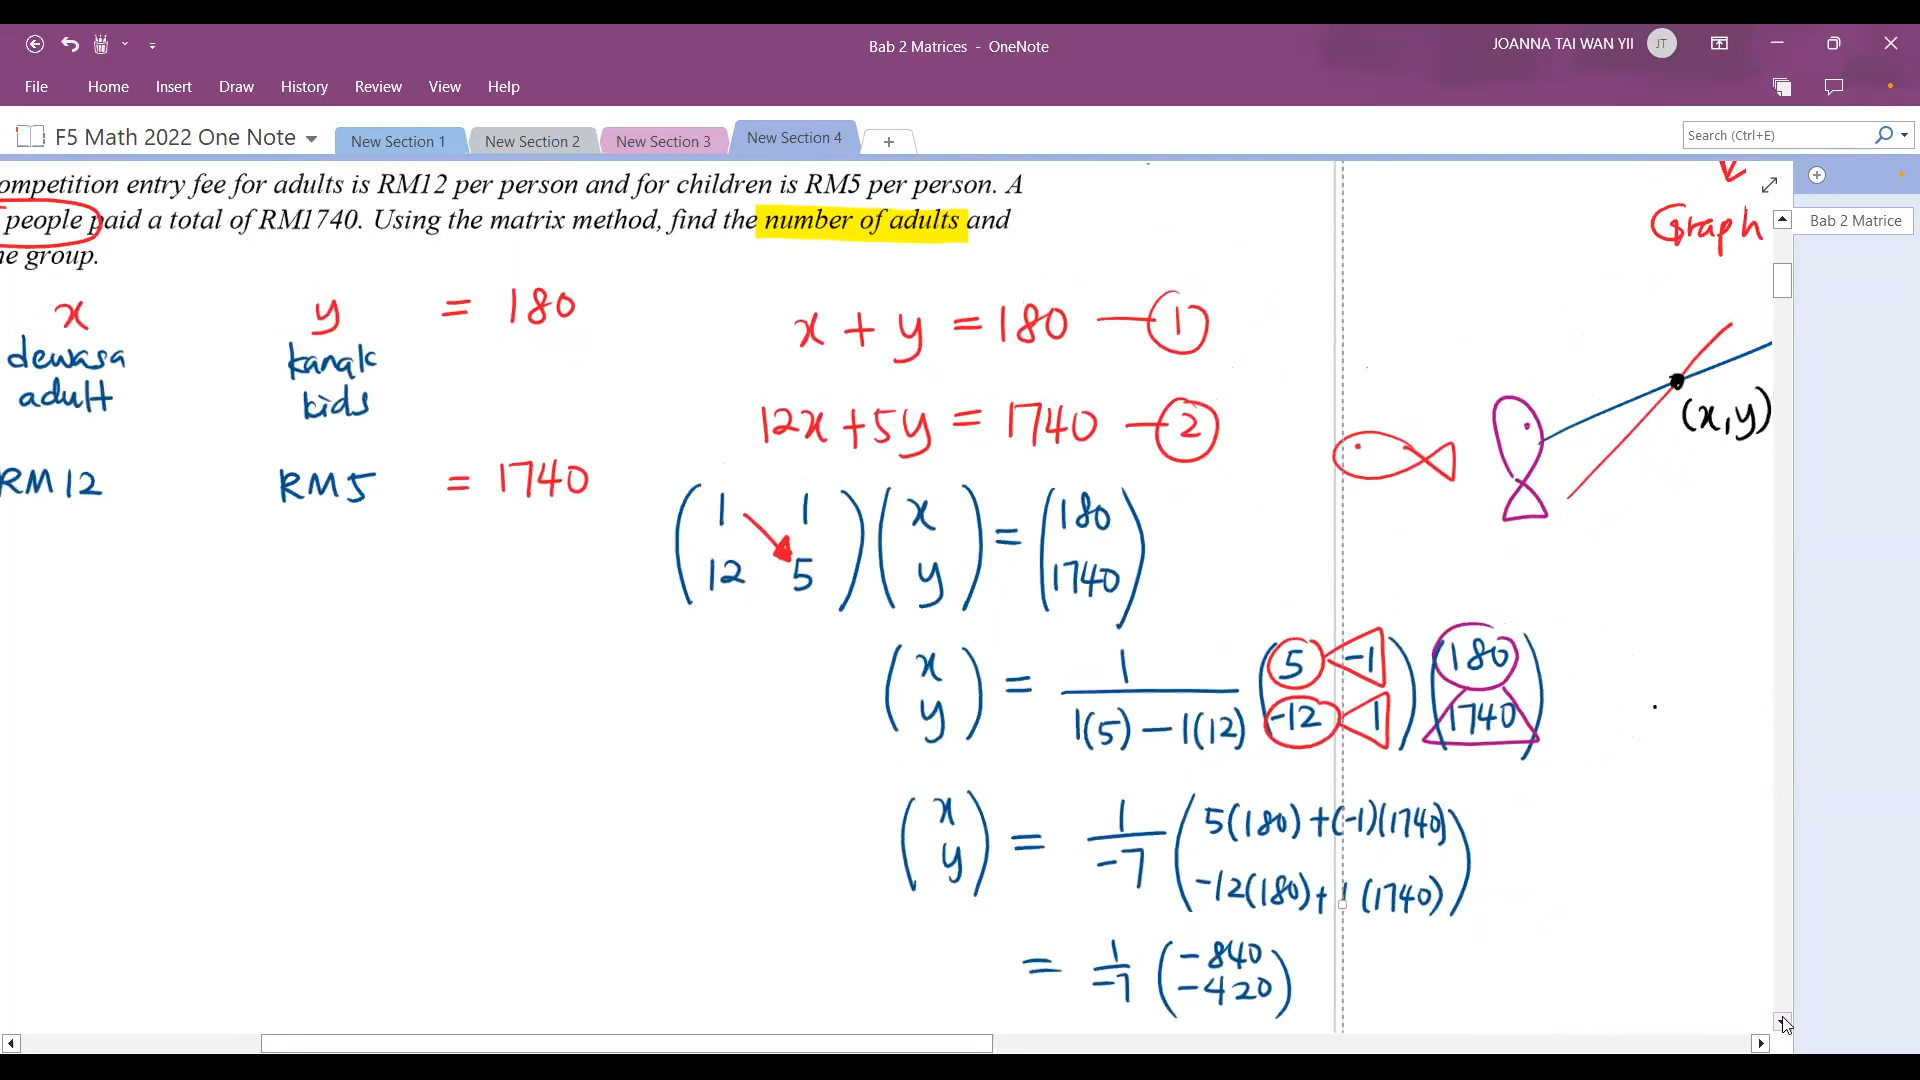 Bab 2 Matrices - OneNote
JOANNA TAI WAN YII
JT
File Home Insert Draw History Review View Help
F5 Math 2022 One Note
New Section 1
New Section 2
New Section 3
New Section 4
Search (Ctrl+E)
Bab 2 Matrice
ompetition entry fee for adults is RM12 per person and for children is RM5 per person. A
people paid a total of RM1740. Using the matrix method, find the number of adults and
he group.
Graph
x y = 180
dewasa kanak
adult kids
RM12 RM5 = 1740
x + y = 180 — 1
12x + 5y = 1740 — 2
(x,y)
( 1 1 ) ( x ) = ( 180 )
( 12 5 ) ( y ) ( 1740 )
( x ) = 1 ( 5 -1 ) ( 180 )
( y ) 1(5) - 1(12) ( -12 1 ) ( 1740 )
( x ) = 1 ( 5(180) + (-1)(1740) )
( y ) -7 ( -12(180) + 1 (1740) )
= 1 ( -840 )
-7 ( -420 )